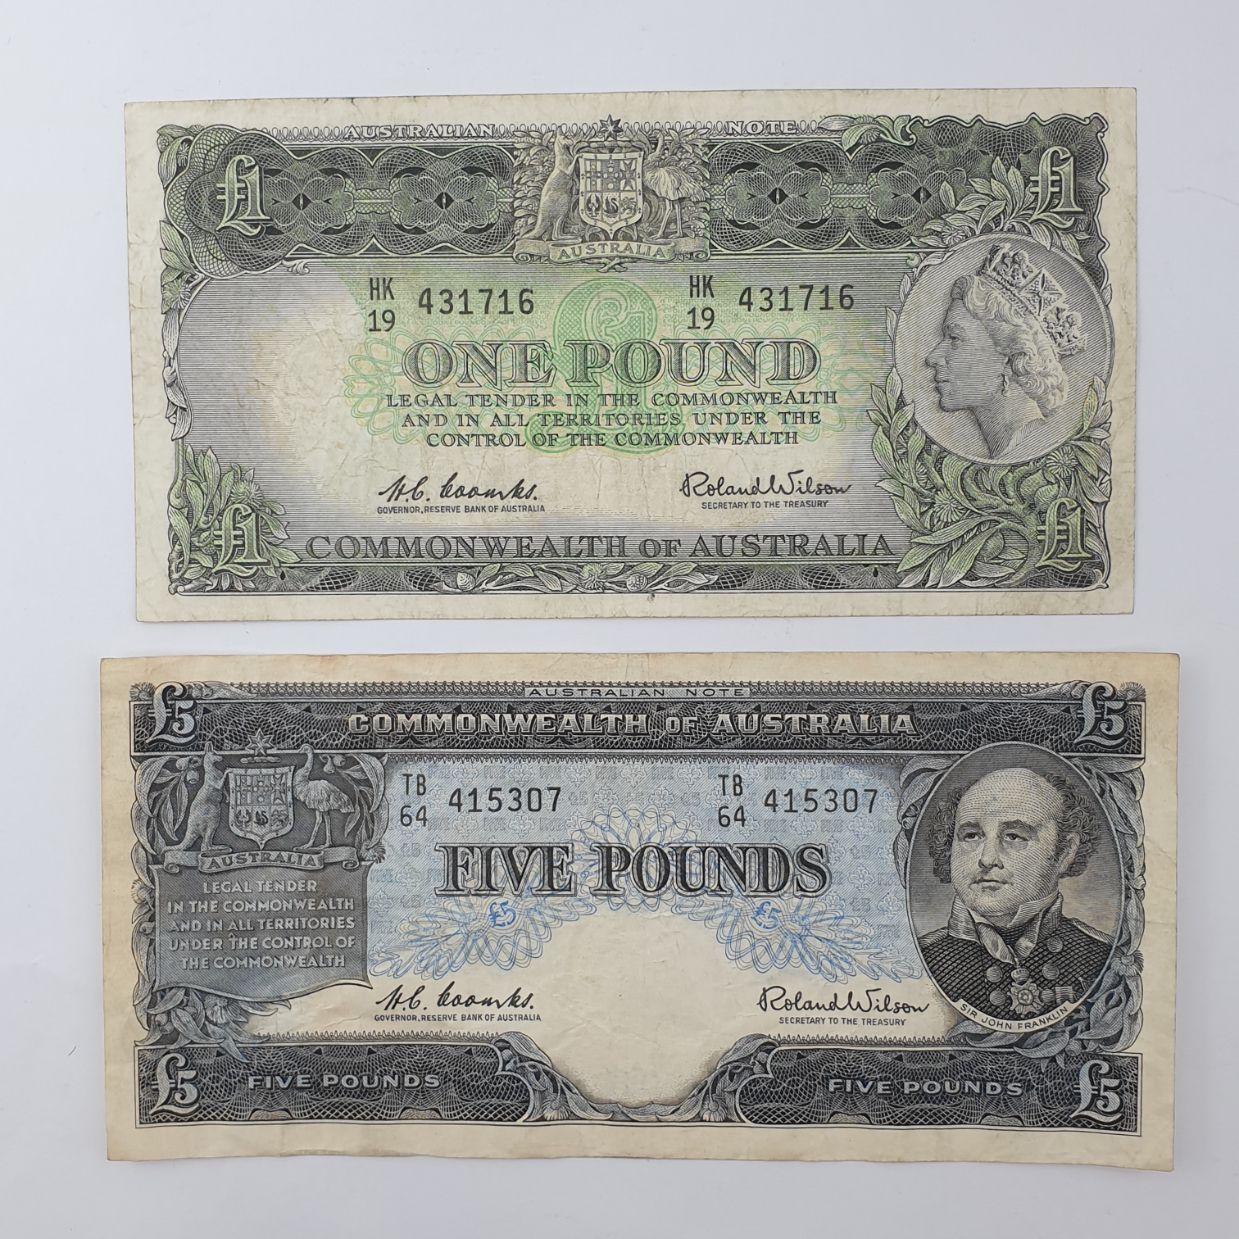 AUSTRALIAN NOTE
£1 £1
AUSTRALIA
HK 19 431716 HK 19 431716
ONE POUND
LEGAL TENDER IN THE COMMONWEALTH
AND IN ALL TERRITORIES UNDER THE
CONTROL OF THE COMMONWEALTH
H.C. Coombs. Roland Wilson
GOVERNOR, RESERVE BANK OF AUSTRALIA SECRETARY TO THE TREASURY
£1 COMMONWEALTH OF AUSTRALIA £1
AUSTRALIAN NOTE
£5 COMMONWEALTH OF AUSTRALIA £5
TB 64 415307 TB 64 415307
AUSTRALIA
FIVE POUNDS
LEGAL TENDER
IN THE COMMONWEALTH
AND IN ALL TERRITORIES
UNDER THE CONTROL OF
THE COMMONWEALTH
£5 £5
H.C. Coombs. Roland Wilson
GOVERNOR, RESERVE BANK OF AUSTRALIA SECRETARY TO THE TREASURY
SIR JOHN FRANKLIN
£5 FIVE POUNDS FIVE POUNDS £5